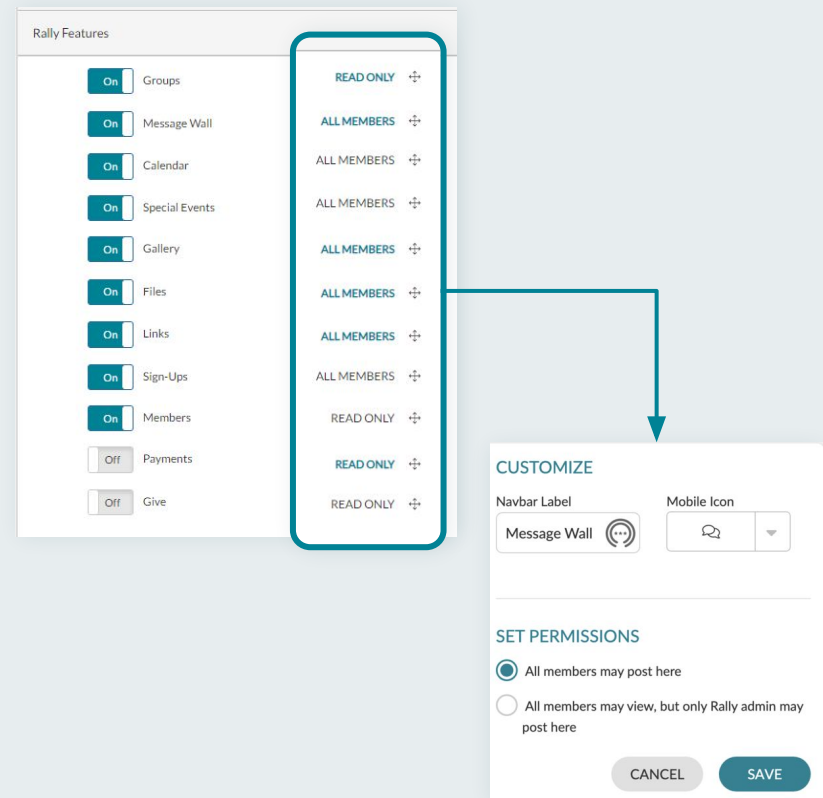 Rally Features
On Groups READ ONLY
On Message Wall ALL MEMBERS
On Calendar ALL MEMBERS
On Special Events ALL MEMBERS
On Gallery ALL MEMBERS
On Files ALL MEMBERS
On Links ALL MEMBERS
On Sign-Ups ALL MEMBERS
On Members READ ONLY
Off Payments READ ONLY
Off Give READ ONLY
CUSTOMIZE
Navbar Label Mobile Icon
Message Wall
SET PERMISSIONS
All members may post here
All members may view, but only Rally admin may
post here
CANCEL SAVE